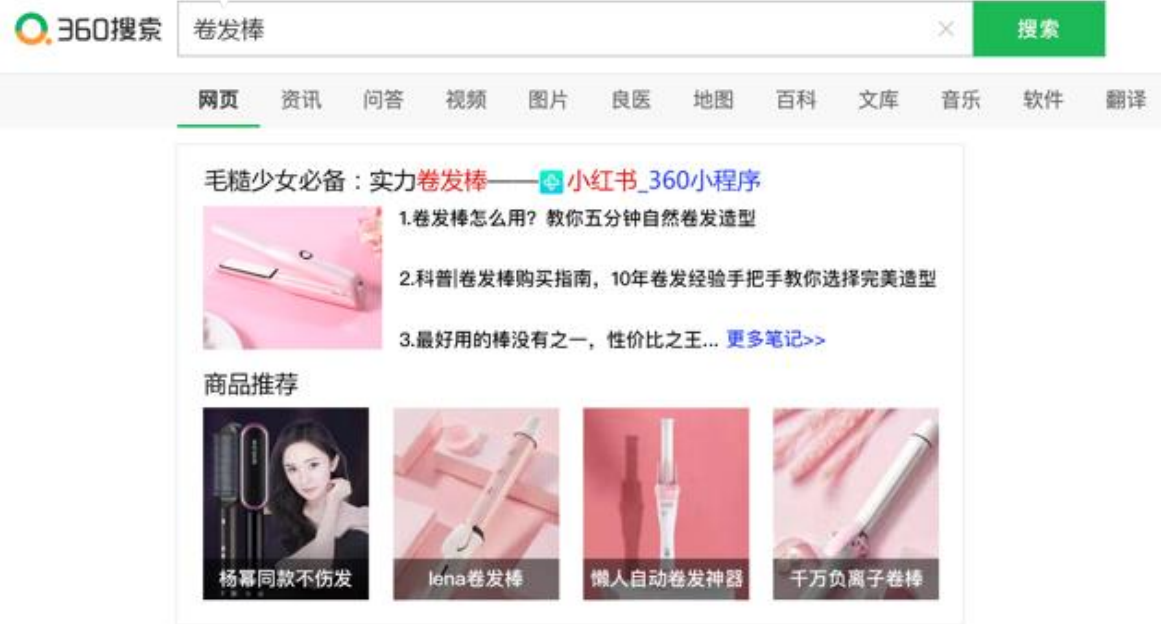 360搜索 卷发棒 × 搜索
网页 资讯 问答 视频 图片 良医 地图 百科 文库 音乐 软件 翻译
毛糙少女必备：实力卷发棒——小红书_360小程序
1.卷发棒怎么用？教你五分钟自然卷发造型
2.科普|卷发棒购买指南，10年卷发经验手把手教你选择完美造型
3.最好用的棒没有之一，性价比之王... 更多笔记>>
商品推荐
杨幂同款不伤发 lena卷发棒 懒人自动卷发神器 千万负离子卷棒